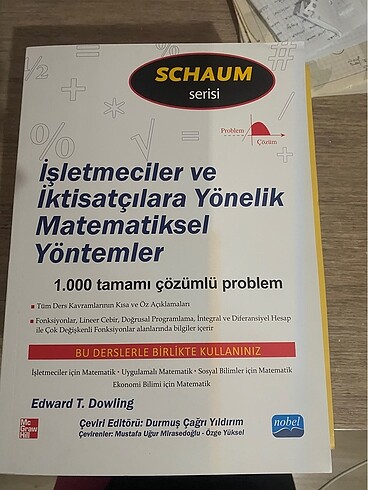 SCHAUM
serisi
Problem
Çözüm
İşletmeciler ve
İktisatçılara Yönelik
Matematiksel
Yöntemler
1.000 tamamı çözümlü problem
Tüm Ders Kavramlarının Kısa ve Öz Açıklamaları
Fonksiyonlar, Lineer Cebir, Doğrusal Programlama, İntegral ve Diferansiyel Hesap
ile Çok Değişkenli Fonksiyonlar alanlarında bilgiler içerir
BU DERSLERLE BİRLİKTE KULLANINIZ
İşletmeciler için Matematik · Uygulamalı Matematik · Sosyal Bilimler için Matematik
Ekonomi Bilimi için Matematik
Edward T. Dowling
Mc
Graw
Hill
Çeviri Editörü: Durmuş Çağrı Yıldırım
Çevirenler: Mustafa Uğur Mirasedoğlu - Özge Yüksel
nobel